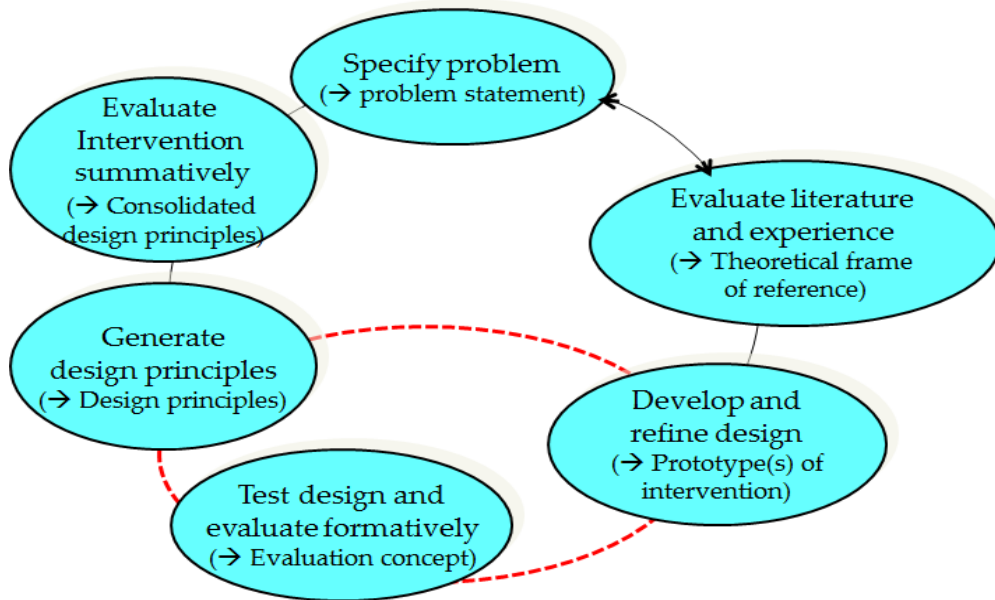 Specify problem
(→ problem statement)
Evaluate literature
and experience
(→ Theoretical frame
of reference)
Develop and
refine design
(→ Prototype(s) of
intervention)
Test design and
evaluate formatively
(→ Evaluation concept)
Generate
design principles
(→ Design principles)
Evaluate
Intervention
summatively
(→ Consolidated
design principles)